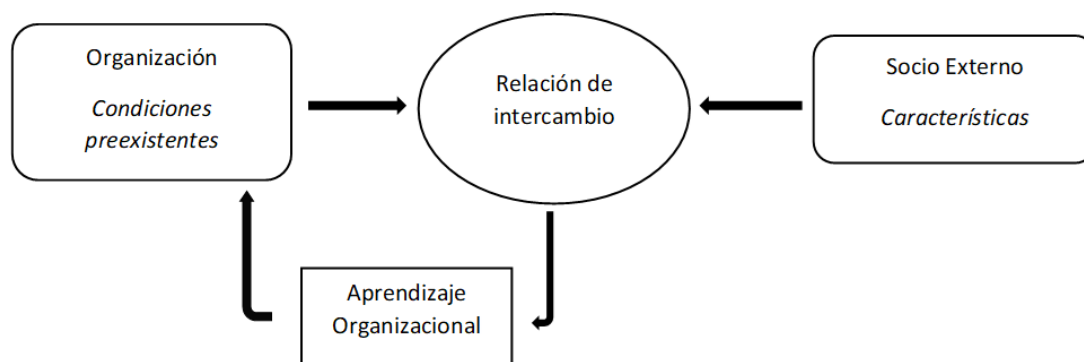 Organización
Condiciones
preexistentes
Relación de
intercambio
Socio Externo
Características
Aprendizaje
Organizacional